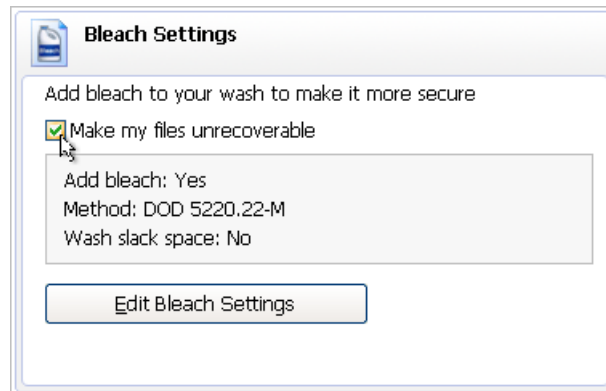 Bleach
Bleach Settings
Add bleach to your wash to make it more secure
Make my files unrecoverable
Add bleach: Yes
Method: DOD 5220.22-M
Wash slack space: No
Edit Bleach Settings